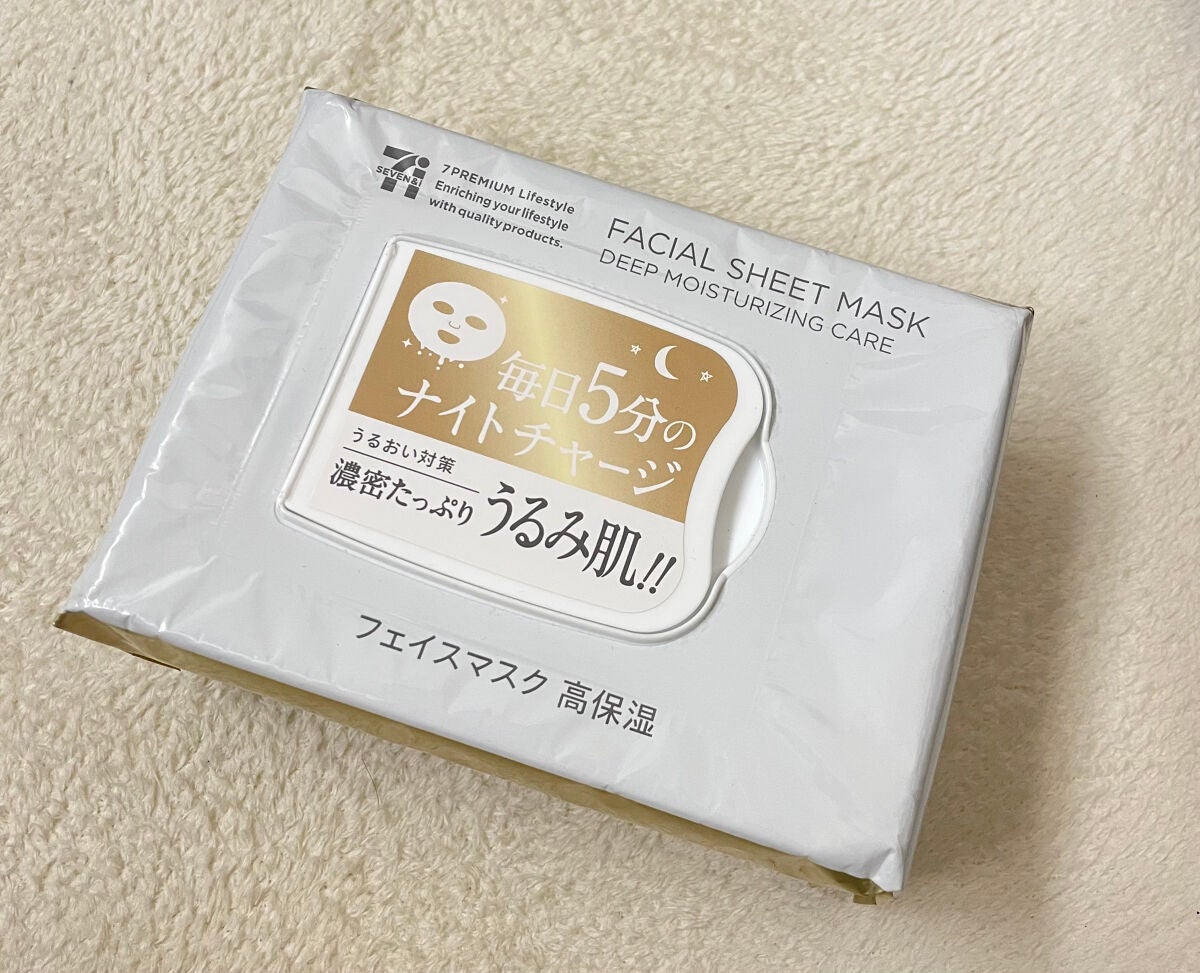 SEVEN&i
7PREMIUM Lifestyle
Enriching your lifestyle
with quality products.
FACIAL SHEET MASK
DEEP MOISTURIZING CARE
毎日5分の
ナイトチャージ
うるおい対策
濃密たっぷり うるみ肌!!
フェイスマスク 高保湿